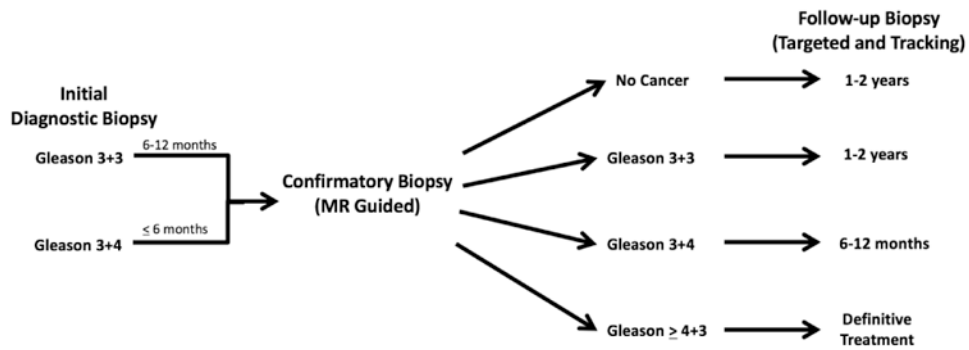 Initial
Diagnostic Biopsy
Gleason 3+3
6-12 months
Gleason 3+4
≤ 6 months
Confirmatory Biopsy
(MR Guided)
No Cancer
Gleason 3+3
Gleason 3+4
Gleason ≥ 4+3
Follow-up Biopsy
(Targeted and Tracking)
1-2 years
1-2 years
6-12 months
Definitive
Treatment